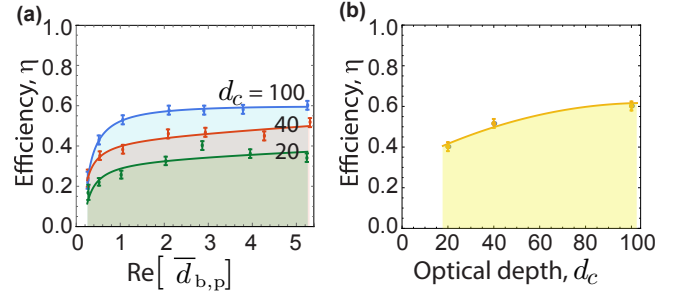 (a)
1.0
0.8
0.6
0.4
0.2
0.0
Efficiency, η
d_c = 100
40
20
0 1 2 3 4 5
Re[ d̅_b,p ]
(b)
1.0
0.8
0.6
0.4
0.2
0.0
Efficiency, η
0 20 40 60 80 100
Optical depth, d_c